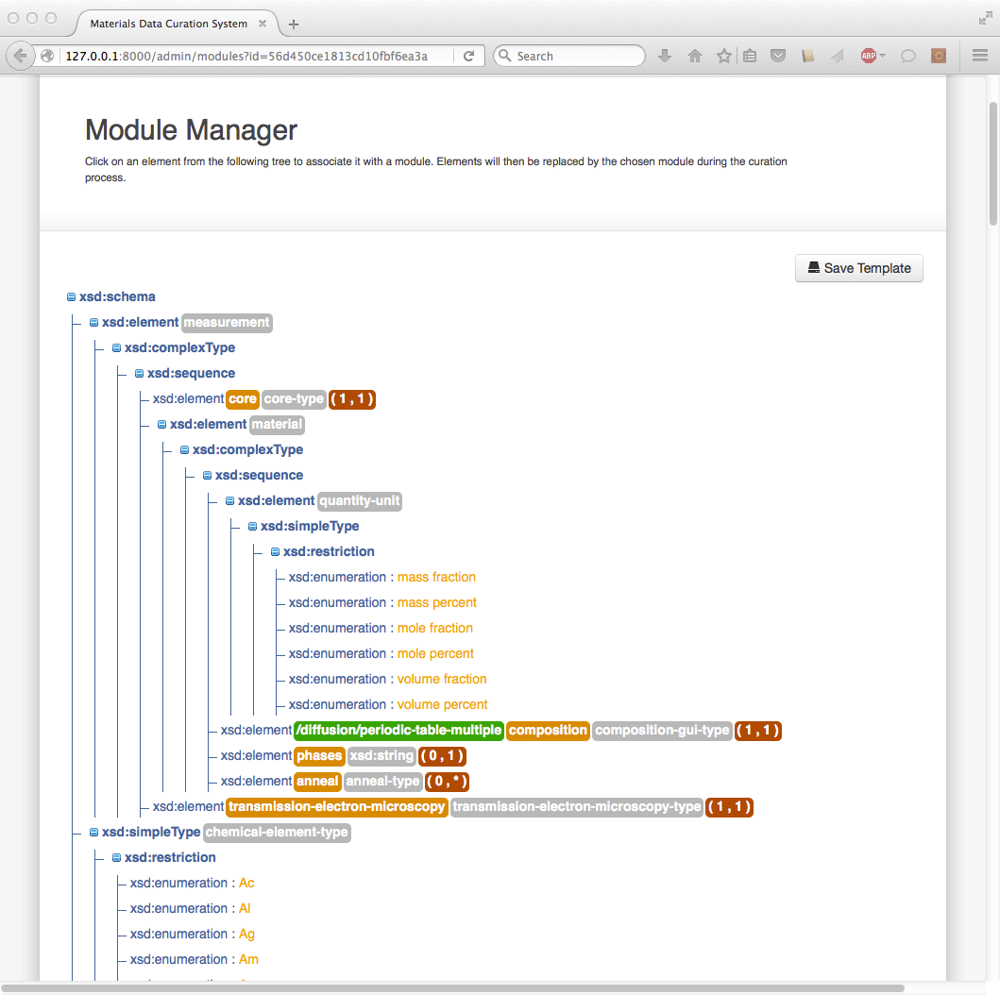 Materials Data Curation System
127.0.0.1:8000/admin/modules?id=56d450ce1813cd10fbf6ea3a
Search
ABP
Module Manager
Click on an element from the following tree to associate it with a module. Elements will then be replaced by the chosen module during the curation
process.
Save Template
xsd:schema
xsd:element measurement
xsd:complexType
xsd:sequence
xsd:element core core-type ( 1 , 1 )
xsd:element material
xsd:complexType
xsd:sequence
xsd:element quantity-unit
xsd:simpleType
xsd:restriction
xsd:enumeration : mass fraction
xsd:enumeration : mass percent
xsd:enumeration : mole fraction
xsd:enumeration : mole percent
xsd:enumeration : volume fraction
xsd:enumeration : volume percent
xsd:element /diffusion/periodic-table-multiple composition composition-gui-type ( 1 , 1 )
xsd:element phases xsd:string ( 0 , 1 )
xsd:element anneal anneal-type ( 0 , * )
xsd:element transmission-electron-microscopy transmission-electron-microscopy-type ( 1 , 1 )
xsd:simpleType chemical-element-type
xsd:restriction
xsd:enumeration : Ac
xsd:enumeration : Al
xsd:enumeration : Ag
xsd:enumeration : Am